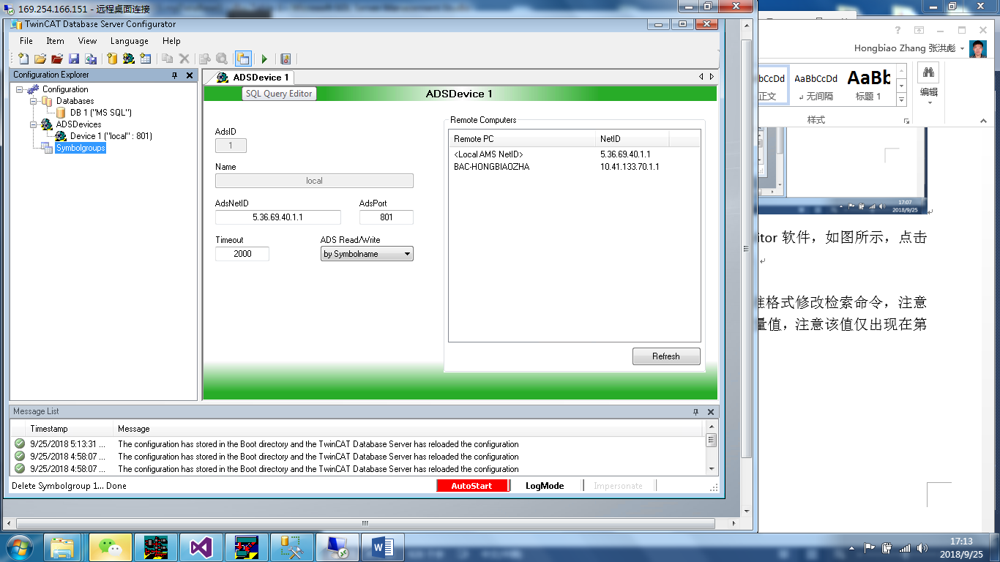 169.254.166.151 - 远程桌面连接
TwinCAT Database Server Configurator
File Item View Language Help
Configuration Explorer
Configuration
Databases
DB 1 ("MS SQL")
ADSDevices
Device 1 ("local" : 801)
Symbolgroups
ADSDevice 1
SQL Query Editor
ADSDevice 1
AdsID
1
Name
local
AdsNetID AdsPort
5.36.69.40.1.1 801
Timeout ADS Read/Write
2000 by Symbolname
Remote Computers
Remote PC NetID
<Local AMS NetID> 5.36.69.40.1.1
BAC-HONGBIAOZHA 10.41.133.70.1.1
Refresh
Message List
Timestamp Message
9/25/2018 5:13:31 ... The configuration has stored in the Boot directory and the TwinCAT Database Server has reloaded the configuration
9/25/2018 4:58:07 ... The configuration has stored in the Boot directory and the TwinCAT Database Server has reloaded the configuration
9/25/2018 4:58:07 ... The configuration has stored in the Boot directory and the TwinCAT Database Server has reloaded the configuration
Delete Symbolgroup 1... Done AutoStart LogMode Impersonate
Hongbiao Zhang 张洪彪
bCcDd AaBbCcDd AaBb
正文 无间隔 标题 1
编辑
样式
17:07
2018/9/25
itor 软件，如图所示，点击
格式修改检索命令，注意
量值，注意该值仅出现在第
17:13
2018/9/25